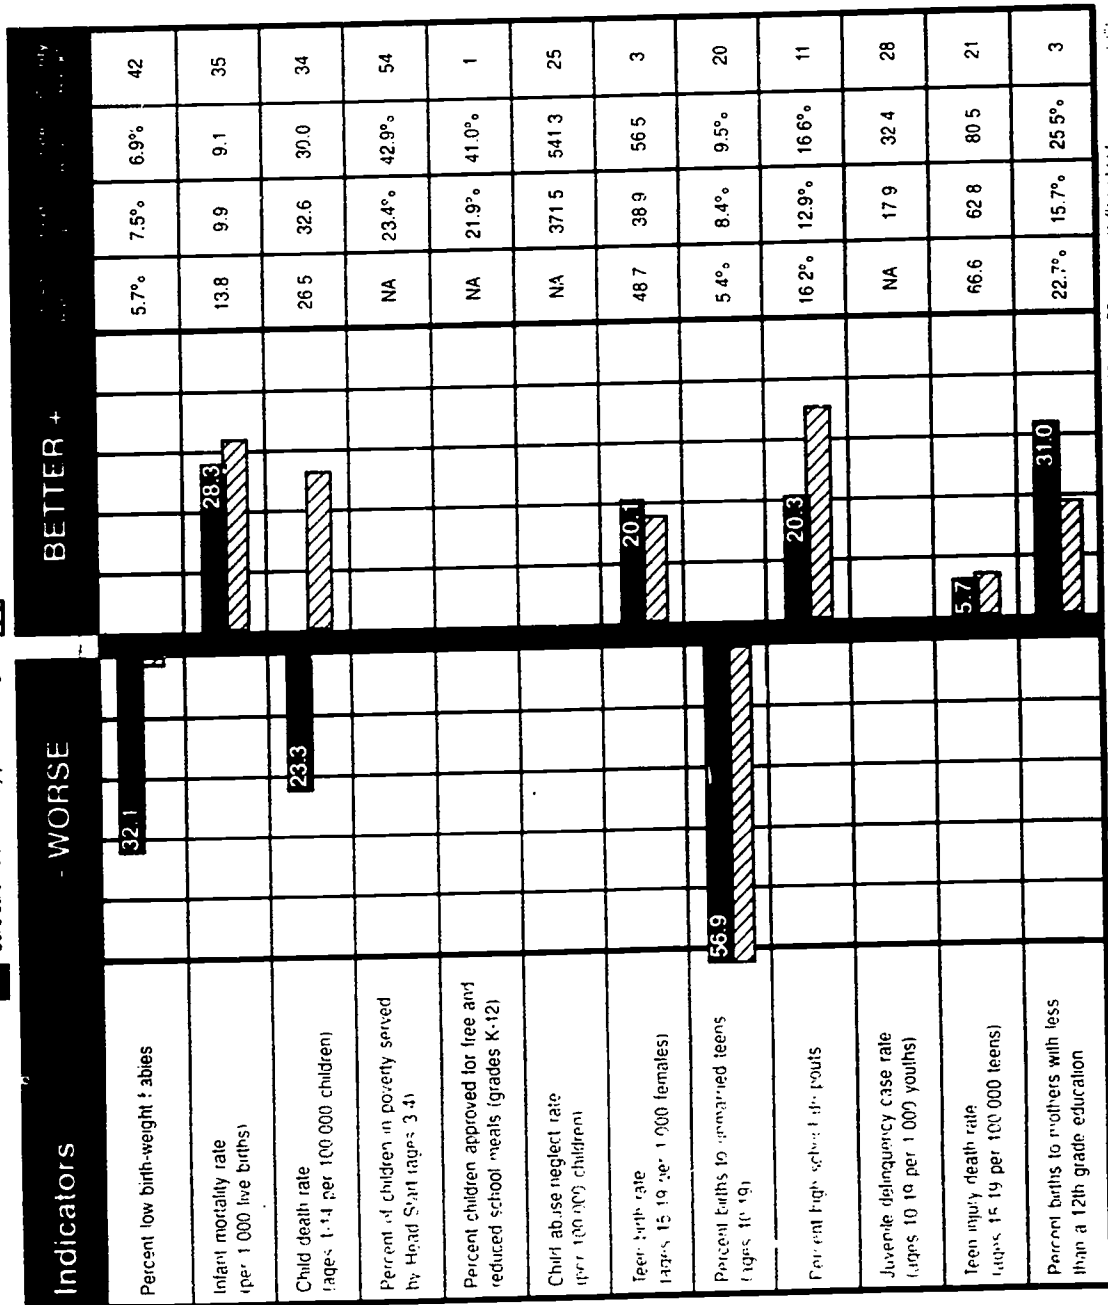 Indicators - WORSE BETTER +
Percent low birth-weight babies 32.1 5.7% 7.5% 6.9% 42
Infant mortality rate
(per 1 000 live births) 28.3 13.8 9.9 9.1 35
Child death rate
(ages 1-14 per 100 000 children) 23.3 26 5 32.6 30.0 34
Percent of children in poverty served
by Head Start (ages 3 4) NA 23.4% 42.9% 54
Percent children approved for free and
reduced school meals (grades K-12) NA 21.9% 41.0% 1
Child abuse neglect rate
(per 100 000 children) NA 371 5 541 3 25
Teen birth rate
(ages 15 19 per 1 000 females) 20.1 48 7 38 9 56 5 3
Percent births to unmarried teens
(ages 10 19) 56.9 5 4% 8.4% 9.5% 20
Percent high school dropouts 20.3 16 2% 12.9% 16 6% 11
Juvenile delinquency case rate
(ages 10 19 per 1 000 youths) NA 17 9 32 4 28
Teen injury death rate
(ages 15 19 per 100 000 teens) 5.7 66.6 62 8 80 5 21
Percent births to mothers with less
than a 12th grade education 31.0 22.7% 15.7% 25 5% 3